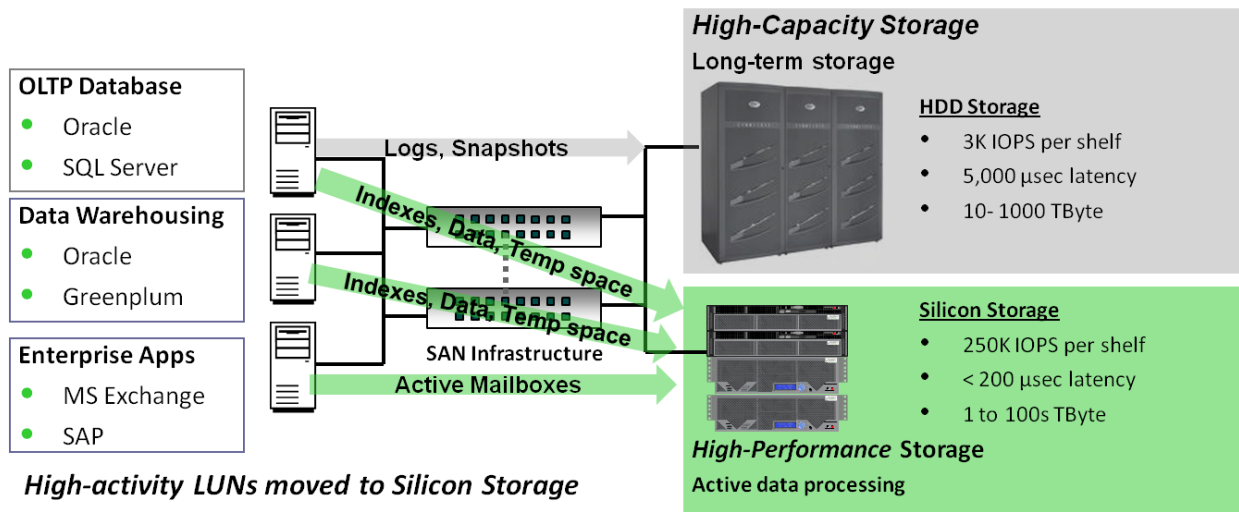 OLTP Database
• Oracle
• SQL Server
Data Warehousing
• Oracle
• Greenplum
Enterprise Apps
• MS Exchange
• SAP
Logs, Snapshots
Indexes, Data, Temp space
Indexes, Data, Temp space
SAN Infrastructure
Active Mailboxes
High-activity LUNs moved to Silicon Storage
High-Capacity Storage
Long-term storage
HDD Storage
• 3K IOPS per shelf
• 5,000 µsec latency
• 10- 1000 TByte
Silicon Storage
• 250K IOPS per shelf
• < 200 µsec latency
• 1 to 100s TByte
High-Performance Storage
Active data processing